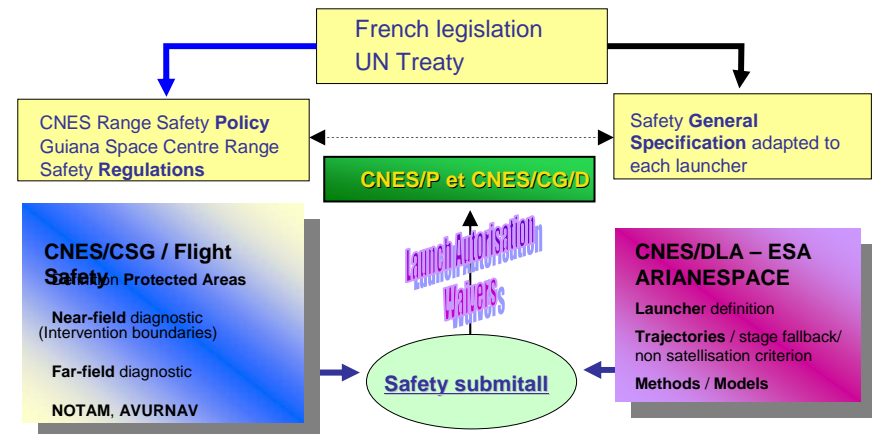 French legislation
UN Treaty
CNES Range Safety Policy
Guiana Space Centre Range
Safety Regulations
Safety General
Specification adapted to
each launcher
CNES/P et CNES/CG/D
CNES/CSG / Flight
Safety
Definition Protected Areas
Near-field diagnostic
(Intervention boundaries)
Far-field diagnostic
NOTAM, AVURNAV
Launch Autorisation
Waivers
Safety submitall
CNES/DLA – ESA
ARIANESPACE
Launcher definition
Trajectories / stage fallback/
non satellisation criterion
Methods / Models